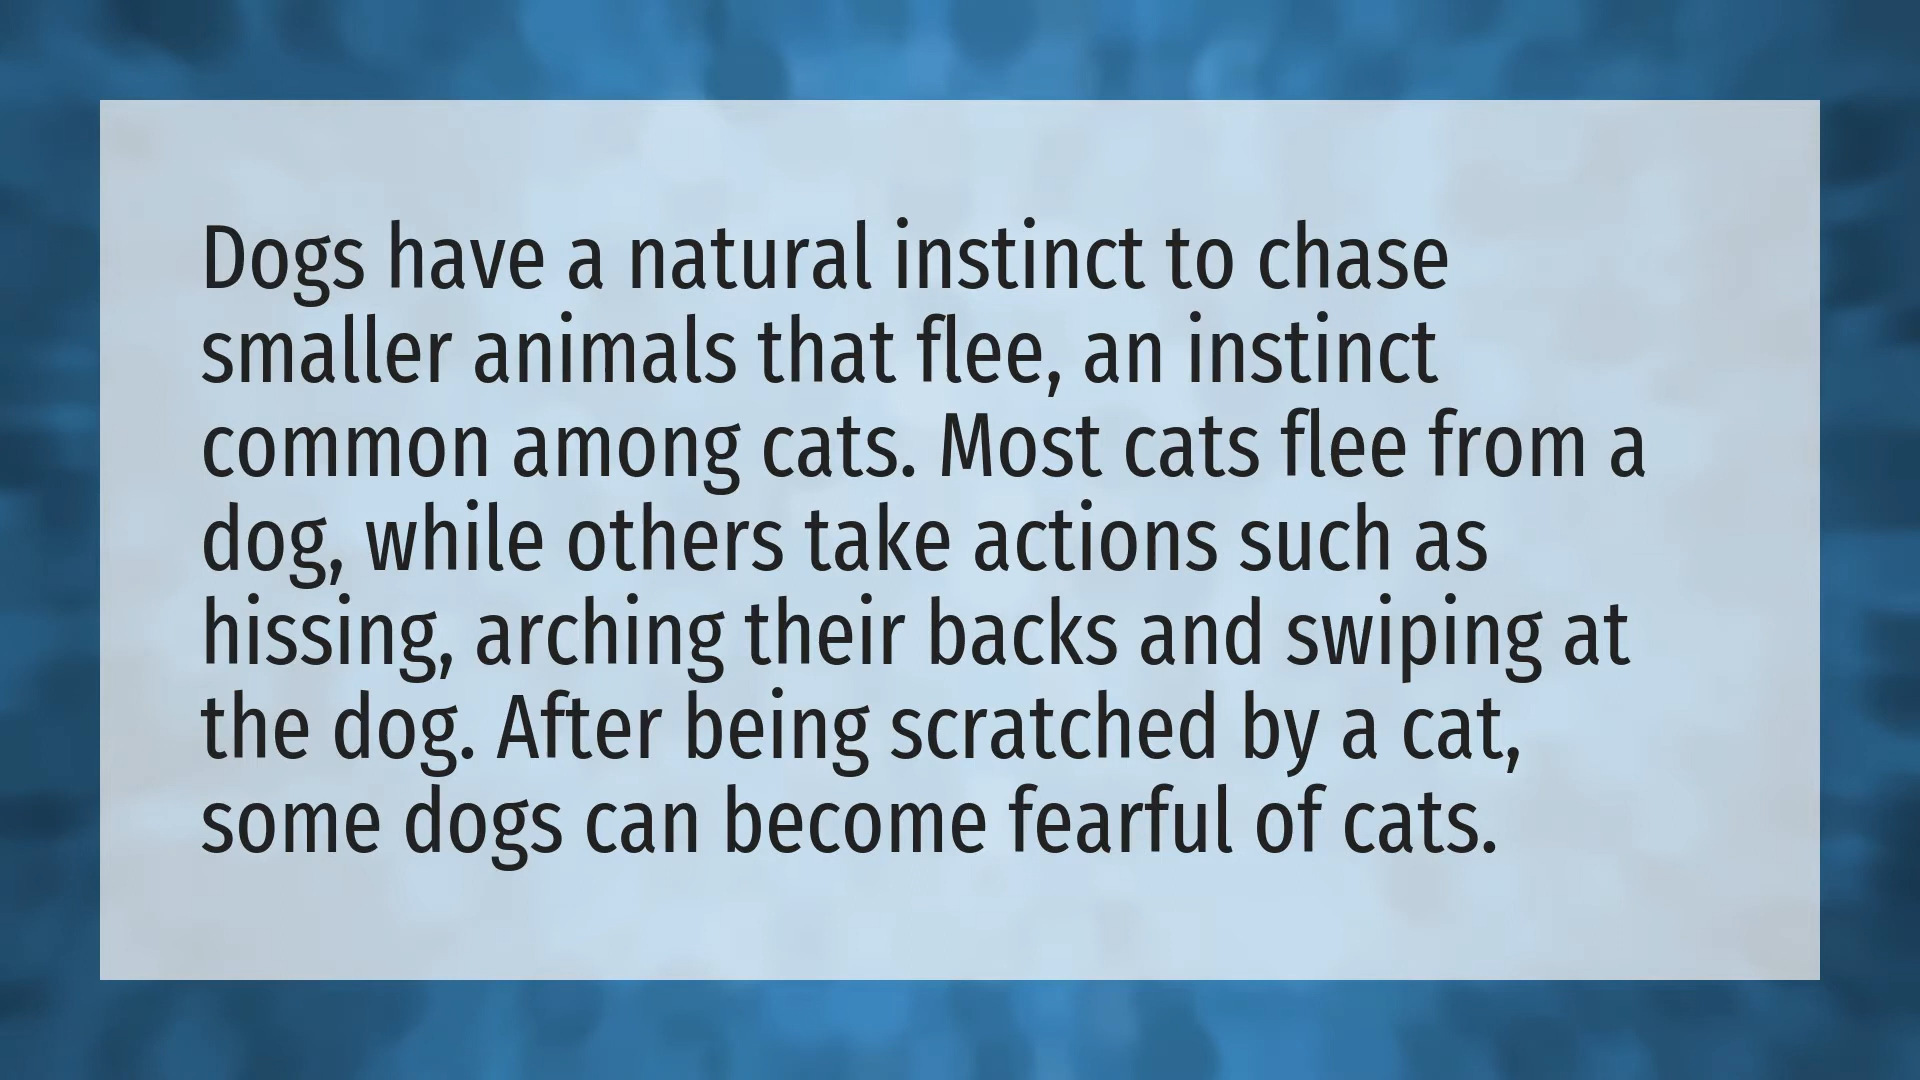 Dogs have a natural instinct to chase
smaller animals that flee, an instinct
common among cats. Most cats flee from a
dog, while others take actions such as
hissing, arching their backs and swiping at
the dog. After being scratched by a cat,
some dogs can become fearful of cats.